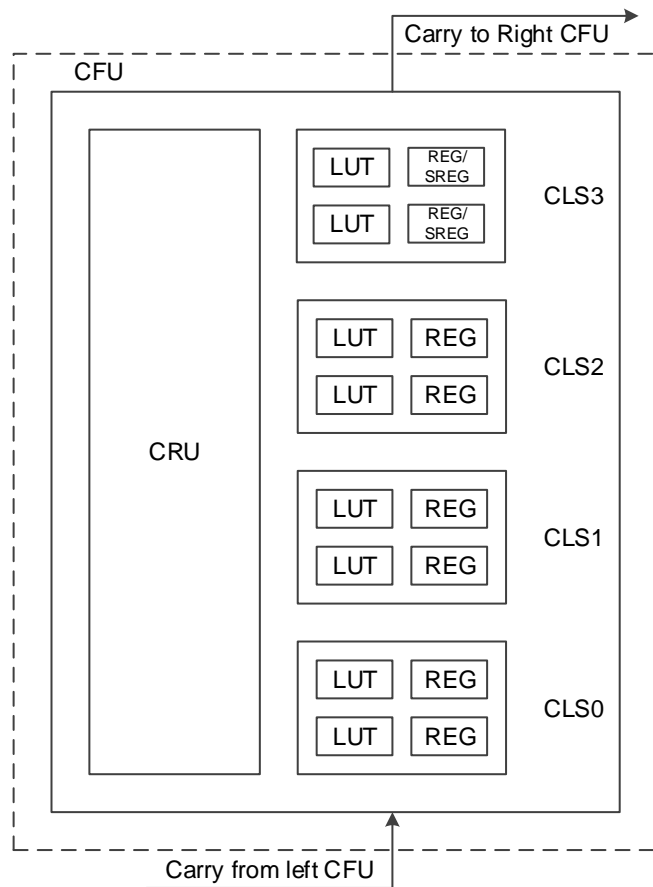 Carry to Right CFU
CFU
LUT
REG/
SREG
LUT
REG/
SREG
CLS3
LUT
REG
LUT
REG
CLS2
CRU
LUT
REG
LUT
REG
CLS1
LUT
REG
LUT
REG
CLS0
Carry from left CFU